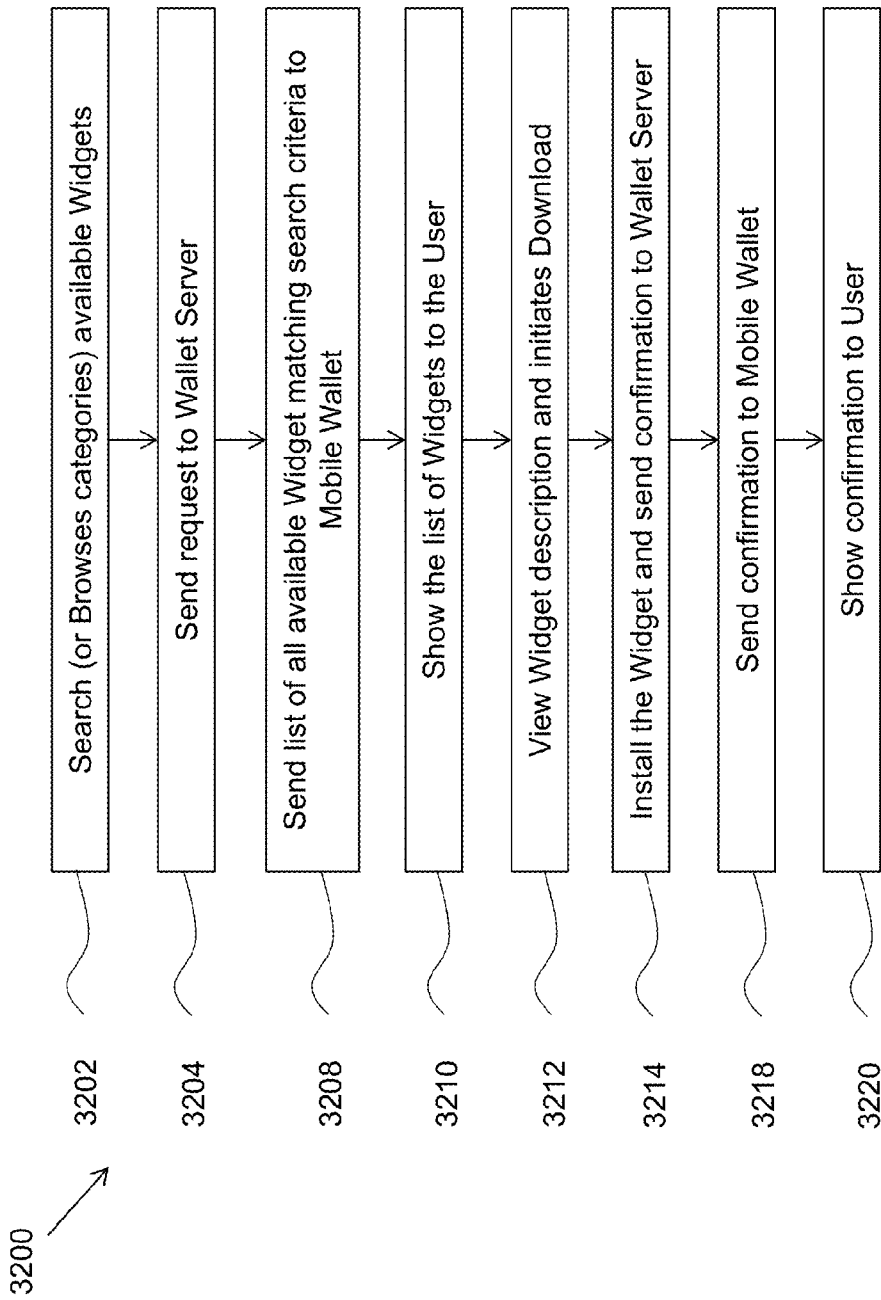 3200
3202
Search (or Browses categories) available Widgets
3204
Send request to Wallet Server
3208
Send list of all available Widget matching search criteria to
Mobile Wallet
3210
Show the list of Widgets to the User
3212
View Widget description and initiates Download
3214
Install the Widget and send confirmation to Wallet Server
3218
Send confirmation to Mobile Wallet
3220
Show confirmation to User